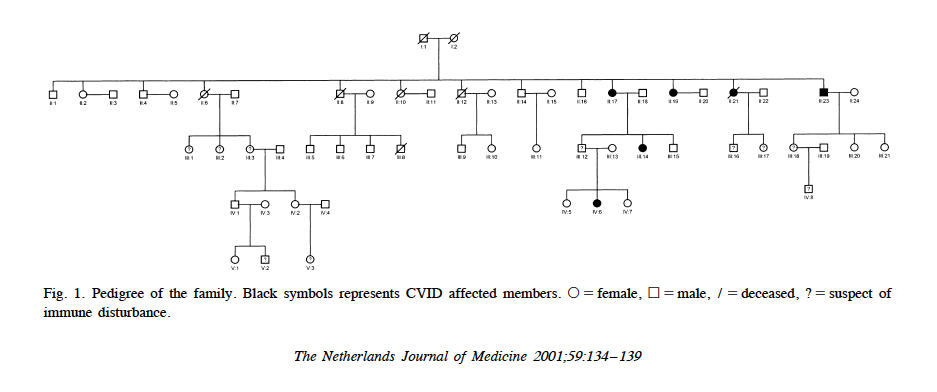 I:1 I:2
II:1 II:2 II:3 II:4 II:5 II:6 II:7 II:8 II:9 II:10 II:11 II:12 II:13 II:14 II:15 II:16 II:17 II:18 II:19 II:20 II:21 II:22 II:23 II:24
? ? ? ? ? ? ?
III:1 III:2 III:3 III:4 III:5 III:6 III:7 III:8 III:9 III:10 III:11 III:12 III:13 III:14 III:15 III:16 III:17 III:18 III:19 III:20 III:21
?
IV:1 IV:3 IV:2 IV:4 IV:5 IV:6 IV:7 IV:8
? ?
V:1 V:2 V:3
Fig. 1. Pedigree of the family. Black symbols represents CVID affected members. ○ = female, □ = male, / = deceased, ? = suspect of
immune disturbance.
The Netherlands Journal of Medicine 2001;59:134–139